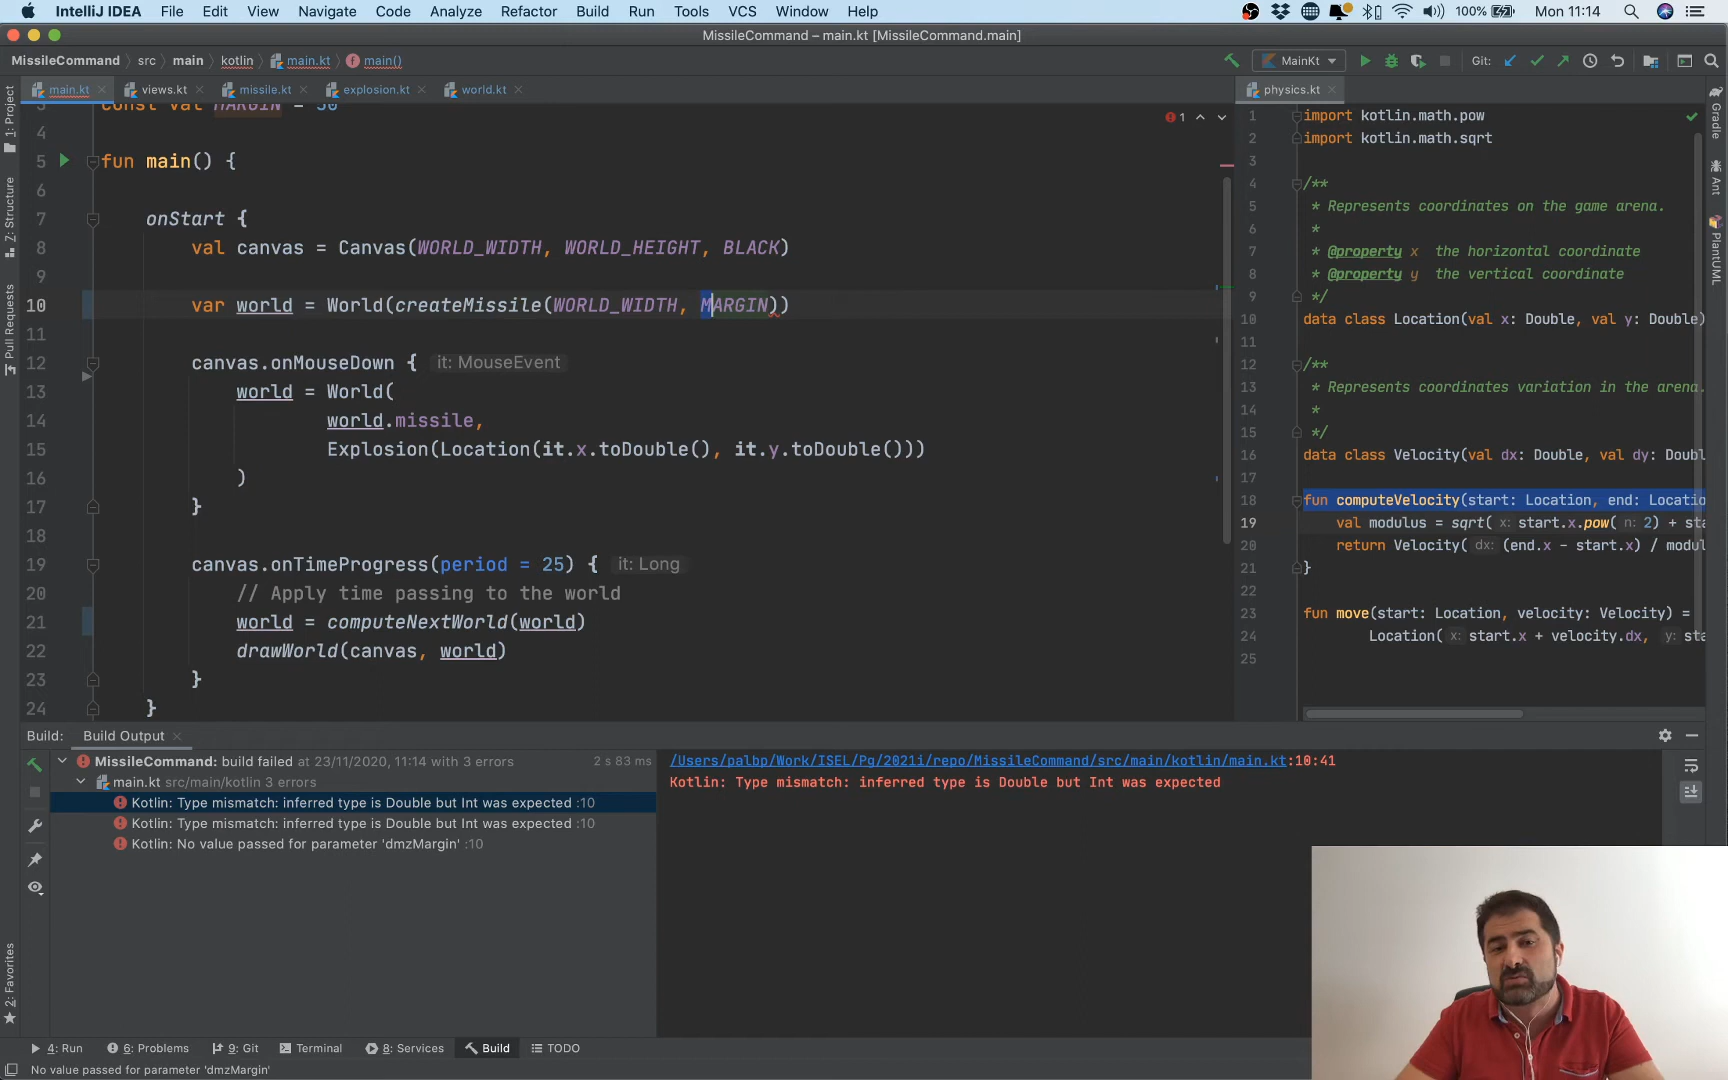 IntelliJ IDEA File Edit View Navigate Code Analyze Refactor Build Run Tools VCS Window Help 100% Mon 11:14
MissileCommand – main.kt [MissileCommand.main]
MissileCommand src main kotlin main.kt main() MainKt Git:
main.kt views.kt missile.kt explosion.kt world.kt
3 const val MARGIN = 50
4
5 fun main() {
6
7 onStart {
8 val canvas = Canvas(WORLD_WIDTH, WORLD_HEIGHT, BLACK)
9
10 var world = World(createMissile(WORLD_WIDTH, MARGIN))
11
12 canvas.onMouseDown { it: MouseEvent
13 world = World(
14 world.missile,
15 Explosion(Location(it.x.toDouble(), it.y.toDouble()))
16 )
17 }
18
19 canvas.onTimeProgress(period = 25) { it: Long
20 // Apply time passing to the world
21 world = computeNextWorld(world)
22 drawWorld(canvas, world)
23 }
24 }
1
physics.kt
1 import kotlin.math.pow
2 import kotlin.math.sqrt
3
4 /**
5 * Represents coordinates on the game arena.
6 *
7 * @property x the horizontal coordinate
8 * @property y the vertical coordinate
9 */
10 data class Location(val x: Double, val y: Double)
11
12 /**
13 * Represents coordinates variation in the arena.
14 *
15 */
16 data class Velocity(val dx: Double, val dy: Doubl
17
18 fun computeVelocity(start: Location, end: Locatio
19 val modulus = sqrt( x: start.x.pow( n: 2) + sta
20 return Velocity( dx: (end.x - start.x) / modul
21 }
22
23 fun move(start: Location, velocity: Velocity) =
24 Location( x: start.x + velocity.dx, y: sta
25
1: Project
7: Structure
Pull Requests
2: Favorites
Gradle
Ant
PlantUML
Build: Build Output
MissileCommand: build failed at 23/11/2020, 11:14 with 3 errors 2 s 83 ms
main.kt src/main/kotlin 3 errors
Kotlin: Type mismatch: inferred type is Double but Int was expected :10
Kotlin: Type mismatch: inferred type is Double but Int was expected :10
Kotlin: No value passed for parameter 'dmzMargin' :10
/Users/palbp/Work/ISEL/Pg/2021i/repo/MissileCommand/src/main/kotlin/main.kt:10:41
Kotlin: Type mismatch: inferred type is Double but Int was expected
4: Run 6: Problems 9: Git Terminal 8: Services Build TODO
No value passed for parameter 'dmzMargin'